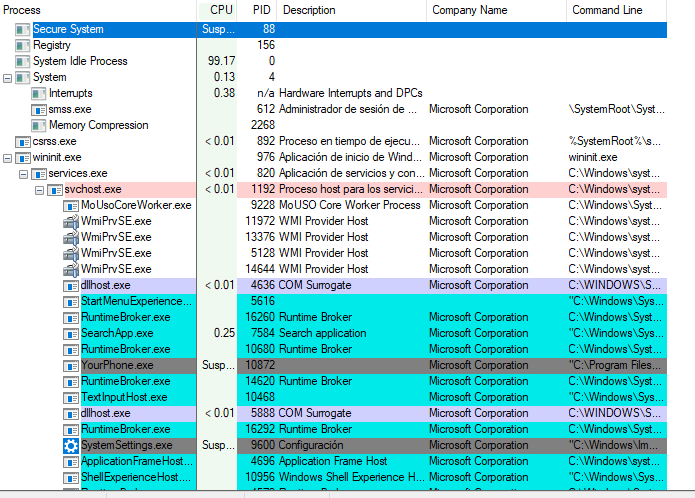 Process CPU PID Description Company Name Command Line
Secure System Susp... 88
Registry 156
System Idle Process 99.17 0
System 0.13 4
Interrupts 0.38 n/a Hardware Interrupts and DPCs
smss.exe 612 Administrador de sesión de ... Microsoft Corporation \SystemRoot\Syst...
Memory Compression 2268
csrss.exe < 0.01 892 Proceso en tiempo de ejecu... Microsoft Corporation %SystemRoot%\s...
wininit.exe 976 Aplicación de inicio de Wind... Microsoft Corporation wininit.exe
services.exe < 0.01 820 Aplicación de servicios y con... Microsoft Corporation C:\Windows\syst...
svchost.exe < 0.01 1192 Proceso host para los servici... Microsoft Corporation C:\Windows\syst...
MoUsoCoreWorker.exe 9228 MoUSO Core Worker Process Microsoft Corporation C:\Windows\Syst...
WmiPrvSE.exe 11972 WMI Provider Host Microsoft Corporation C:\Windows\syst...
WmiPrvSE.exe 13376 WMI Provider Host Microsoft Corporation C:\Windows\syst...
WmiPrvSE.exe 5128 WMI Provider Host Microsoft Corporation C:\Windows\syst...
WmiPrvSE.exe 14644 WMI Provider Host Microsoft Corporation C:\Windows\syst...
dllhost.exe < 0.01 4636 COM Surrogate Microsoft Corporation C:\WINDOWS\S...
StartMenuExperience... 5616 "C:\Windows\Sys...
RuntimeBroker.exe 16260 Runtime Broker Microsoft Corporation C:\Windows\Syst...
SearchApp.exe 0.25 7584 Search application Microsoft Corporation "C:\Windows\Sys...
RuntimeBroker.exe 10680 Runtime Broker Microsoft Corporation C:\Windows\Syst...
YourPhone.exe Susp... 10872 Microsoft Corporation "C:\Program Files...
RuntimeBroker.exe 14620 Runtime Broker Microsoft Corporation C:\Windows\Syst...
TextInputHost.exe 10468 Microsoft Corporation "C:\Windows\Sys...
dllhost.exe < 0.01 5888 COM Surrogate Microsoft Corporation C:\WINDOWS\S...
RuntimeBroker.exe 16292 Runtime Broker Microsoft Corporation C:\Windows\Syst...
SystemSettings.exe Susp... 9600 Configuración Microsoft Corporation "C:\Windows\Im...
ApplicationFrameHost... 4696 Application Frame Host Microsoft Corporation C:\Windows\syst...
ShellExperienceHost.... 10956 Windows Shell Experience H... Microsoft Corporation "C:\Windows\Sys...